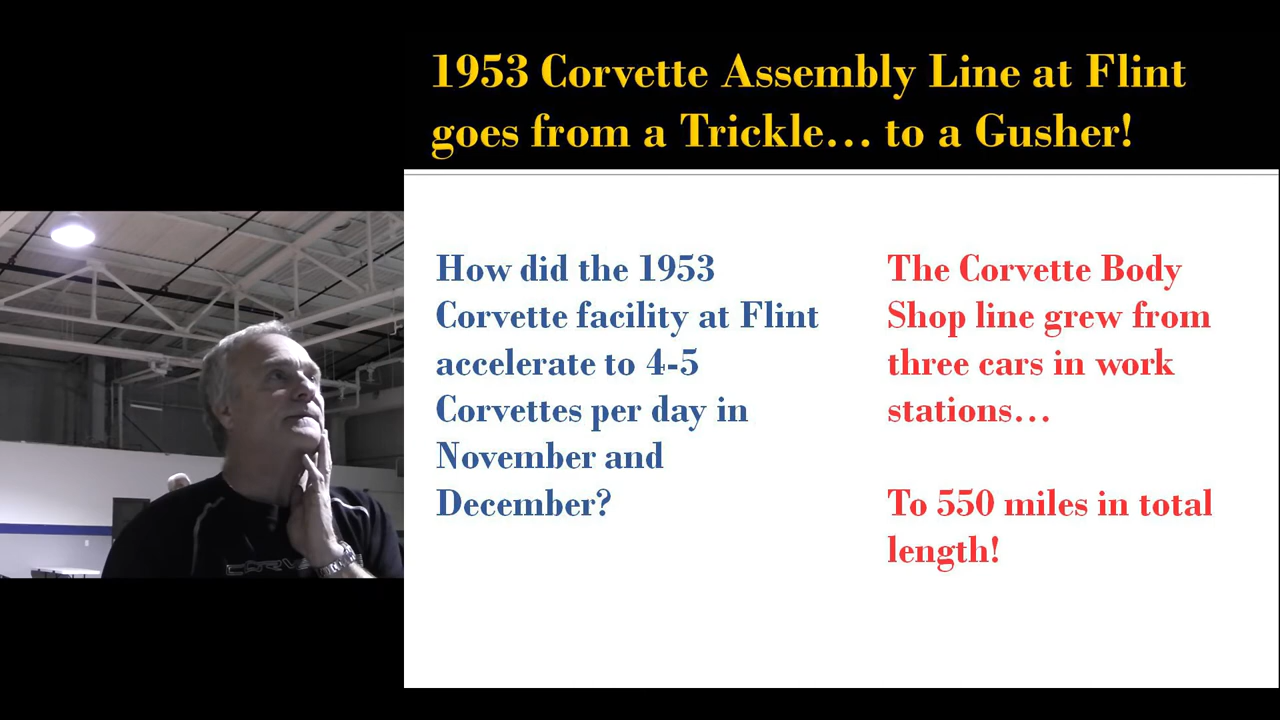 1953 Corvette Assembly Line at Flint
goes from a Trickle... to a Gusher!
How did the 1953
Corvette facility at Flint
accelerate to 4-5
Corvettes per day in
November and
December?
The Corvette Body
Shop line grew from
three cars in work
stations...
To 550 miles in total
length!